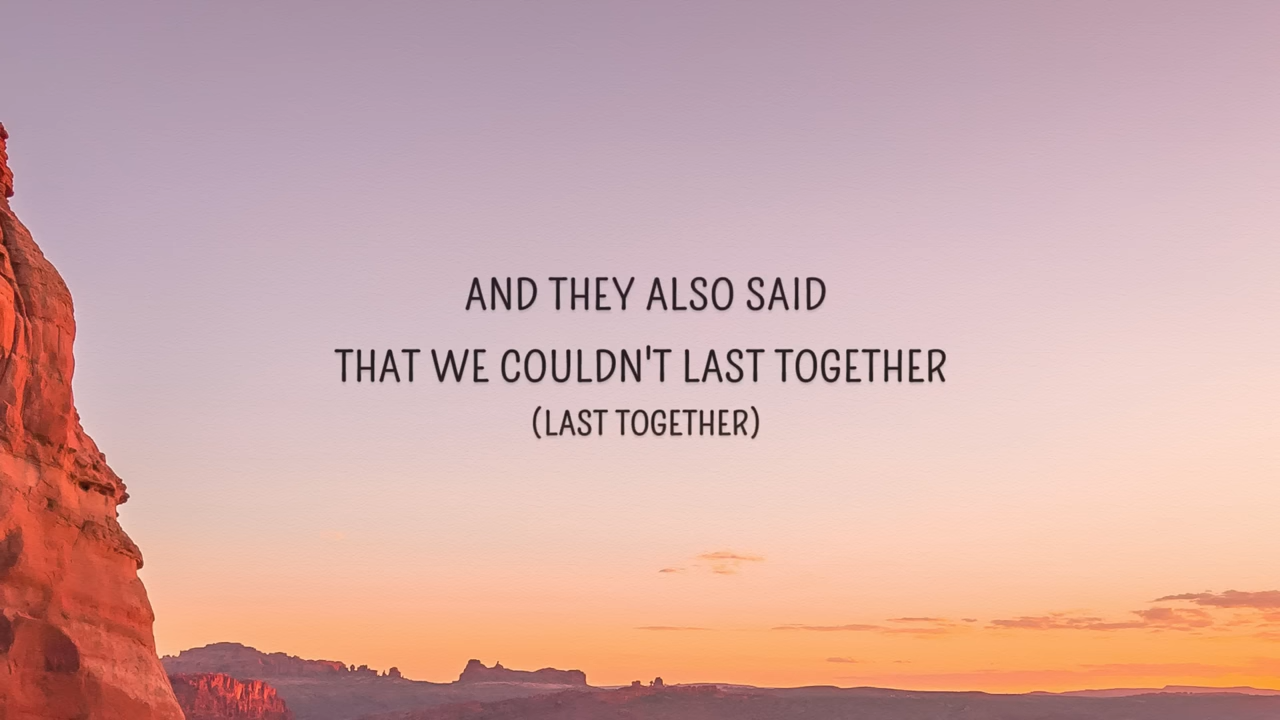 AND THEY ALSO SAID
THAT WE COULDN'T LAST TOGETHER
(LAST TOGETHER)